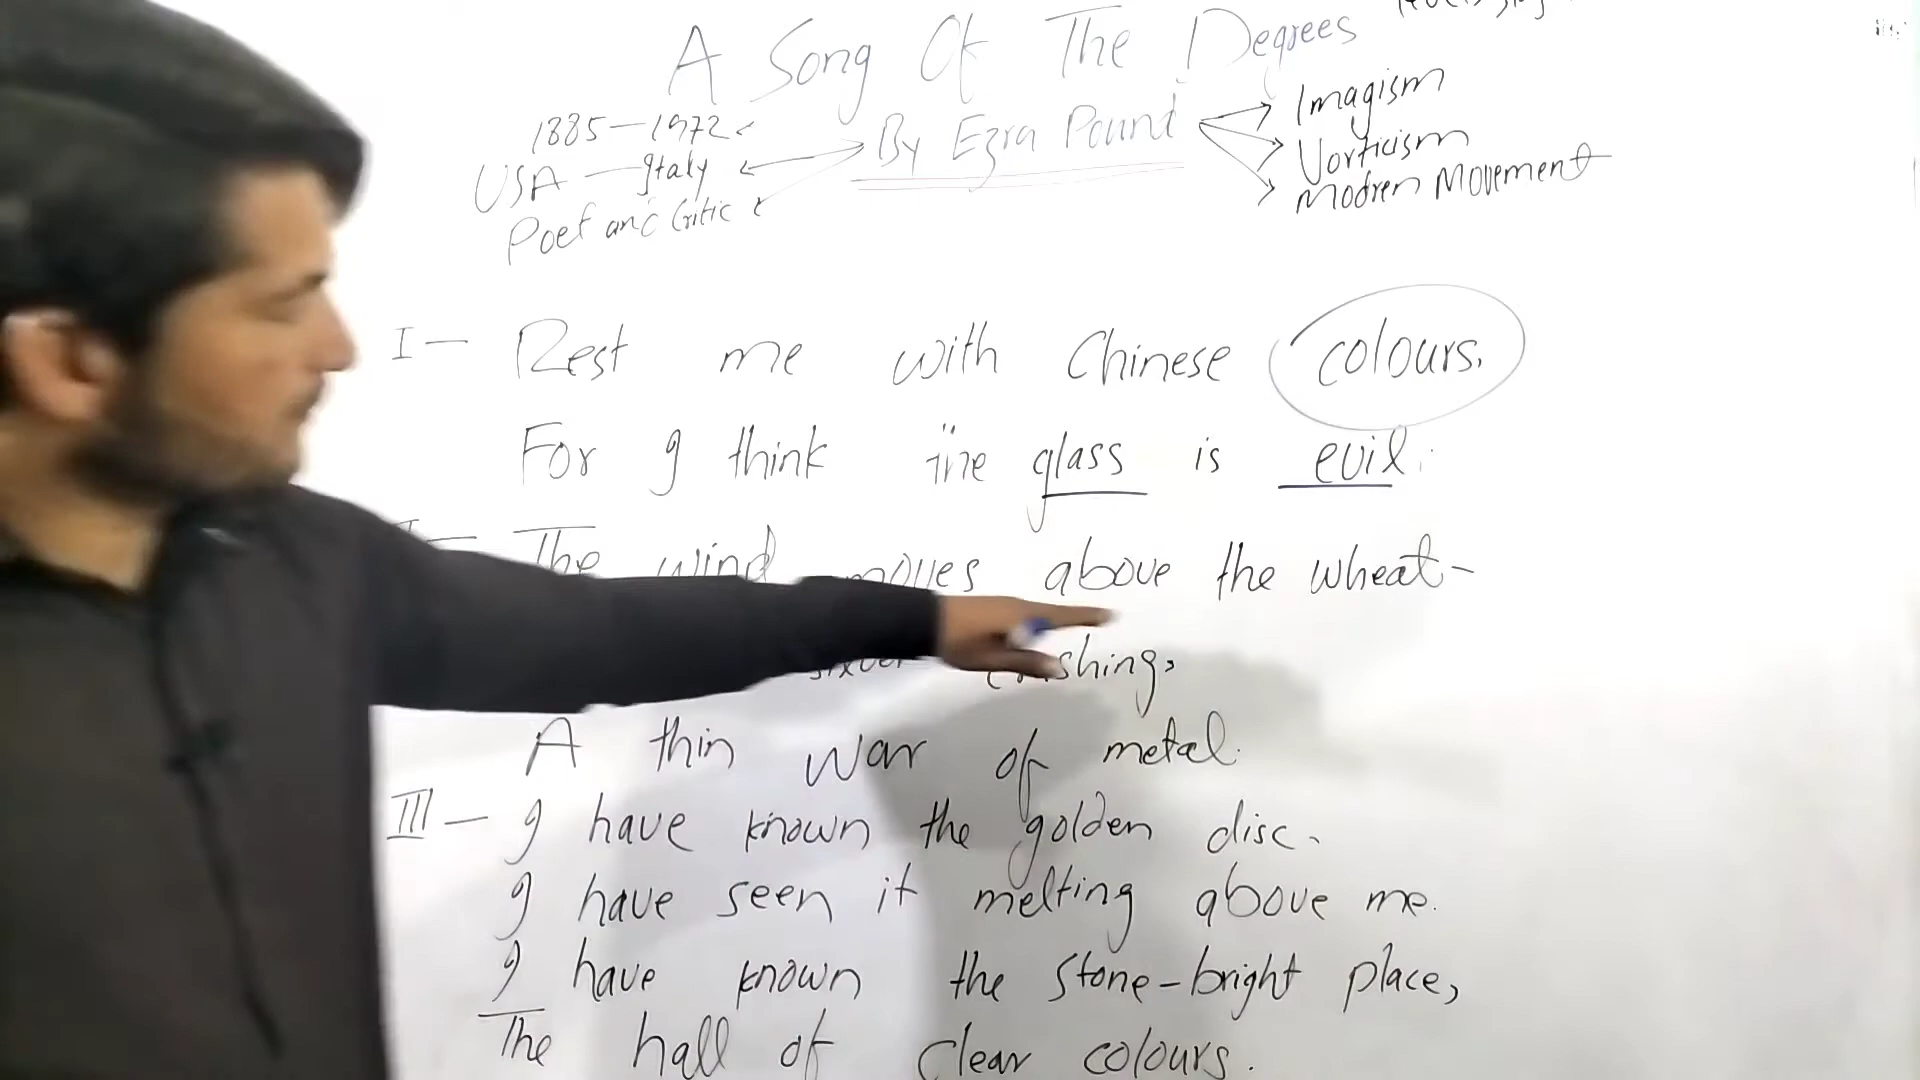 A Song Of The Degrees
By Ezra Pound
1885-1972
USA - Italy
Poet and Critic
Imagism
Vorticism
Modren Movement
I - Rest me with Chinese colours.
For I think the glass is evil.
The wind moves above the wheat-
crashing,
A thin war of metal.
III - I have known the golden disc.
I have seen it melting above me.
I have known the stone-bright place,
The hall of clear colours.